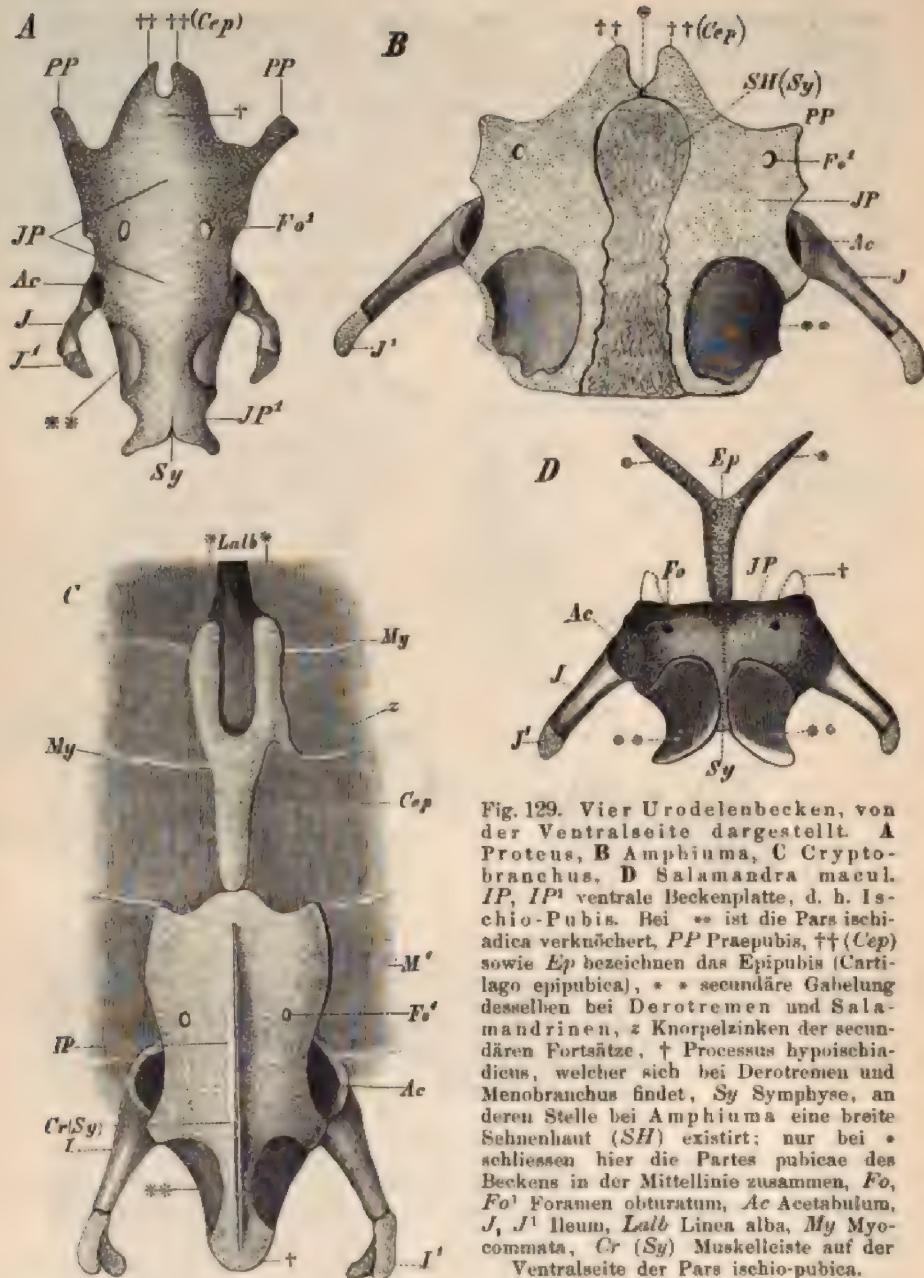 A
††
††(Cep)
PP
PP
†
JP
Fo¹
Ac
J
J¹
**
JP¹
Sy
B
*
††
††(Cep)
SH(Sy)
PP
Fo¹
JP
Ac
J
**
J¹
C
*Lalb*
My
z
My
Cep
M¹
Fo¹
IP
Ac
Cr(Sy)
I
**
†
I¹
D
*
Ep
*
Fo
JP
†
Ac
J
J¹
**
**
Sy
Fig. 129. Vier Urodelenbecken, von
der Ventralseite dargestellt. A
Proteus, B Amphiuma, C Crypto-
branchus, D Salamandra macul.
IP, IP¹ ventrale Beckenplatte, d. h. Is-
chio-Pubis. Bei ** ist die Pars ischi-
adica verknöchert, PP Praepubis, ††(Cep)
sowie Ep bezeichnen das Epipubis (Carti-
lago epipubica), * * secundäre Gabelung
desselben bei Derotremen und Sala-
mandrinen, z Knorpelzinken der secun-
dären Fortsätze, † Processus hypoischia-
dicus, welcher sich bei Derotremen und
Menobranchus findet, Sy Symphyse, an
deren Stelle bei Amphiuma eine breite
Sehnenhaut (SH) existirt; nur bei *
schliessen hier die Partes pubicae des
Beckens in der Mittellinie zusammen, Fo,
Fo¹ Foramen obturatum, Ac Acetabulum,
J, J¹ Ileum, Lalb Linea alba, My Myo-
commata, Cr (Sy) Muskelleiste auf der
Ventralseite der Pars ischio-pubica.